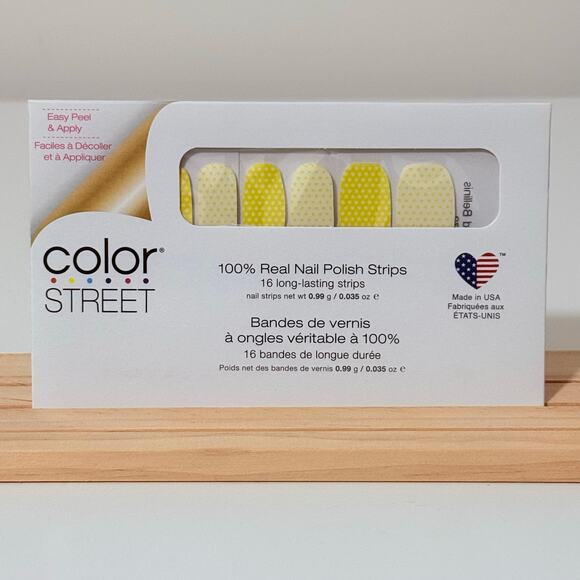 Easy Peel
& Apply
Faciles à Décoller
et à Appliquer
color®
STREET
100% Real Nail Polish Strips
16 long-lasting strips
nail strips net wt 0.99 g / 0.035 oz ℮
Bandes de vernis
à ongles véritable à 100%
16 bandes de longue durée
Poids net des bandes de vernis 0.99 g / 0.035 oz ℮
Bellinis
™
Made in USA
Fabriquées aux
ÉTATS-UNIS